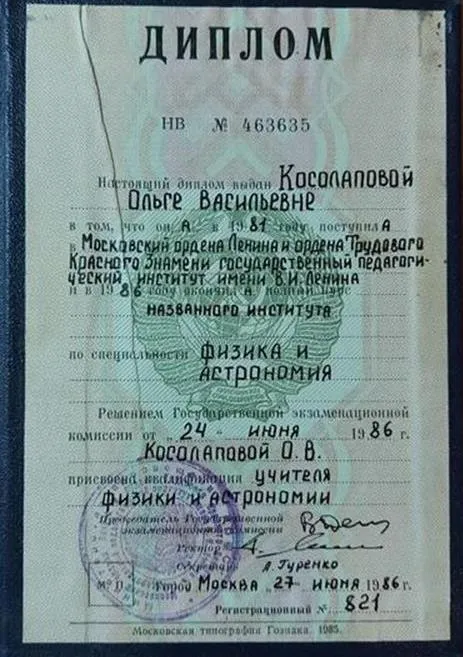 ДИПЛОМ
НВ № 463635
Настоящий диплом выдан Косолаповой
Ольге Васильевне
в том, что он А в 1981 году поступил А
в Московский ордена Ленина и ордена Трудового
Красного Знамени государственный педагоги-
ческий институт имени В.И. Ленина
и в 1986 году окончил А полный курс
названного института
по специальности физика и
астрономия
Решением Государственной экзаменационной
комиссии от „24 " июня 1986 г.
Косолаповой О.В.
присвоена квалификация учителя
физики и астрономии
Председатель Государственной
экзаменационной комиссии
Ректор
Секретарь А. Гуренко
М. П. Город Москва „27 " июня 1986 г.
Регистрационный № 821
Московская типография Гознака. 1985.